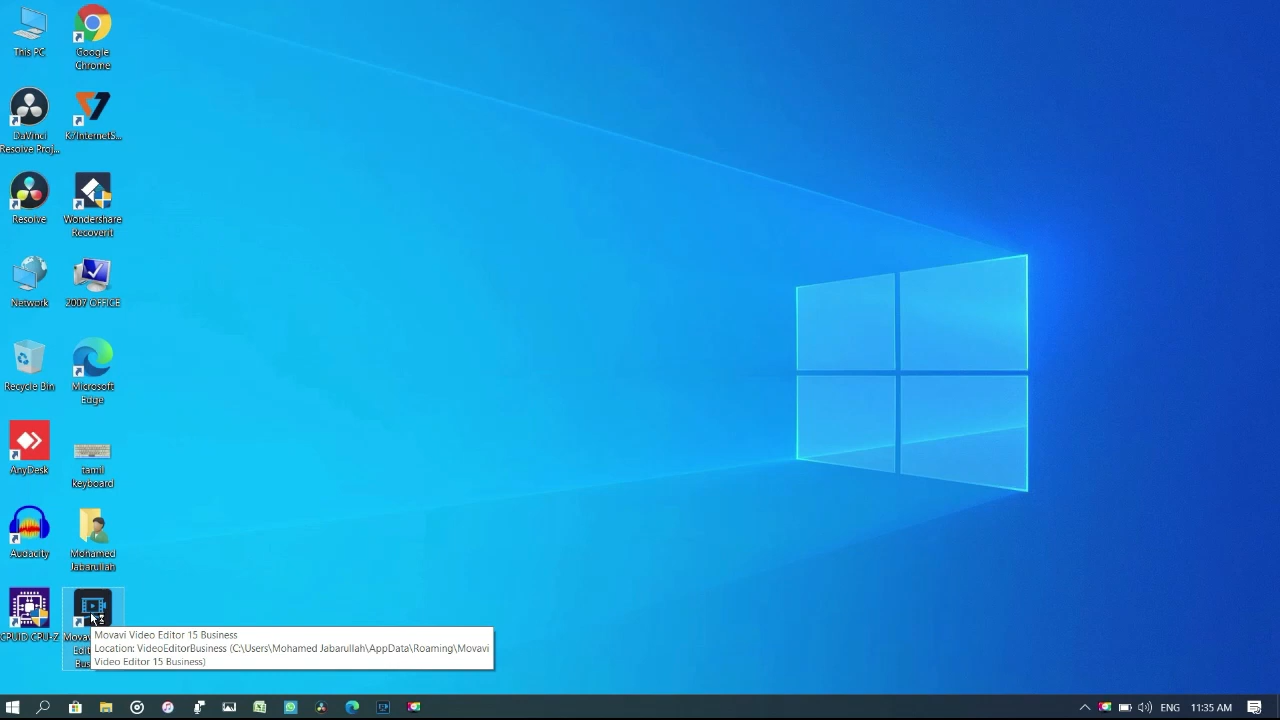 This PC
Google
Chrome
DaVinci
Resolve Proj...
K7InternetS...
Resolve
Wondershare
Recoverit
Network
2007 OFFICE
Recycle Bin
Microsoft
Edge
AnyDesk
tamil
Keyboard
Audacity
Mohamed
Jabarullah
CPUID CPU-Z
Movavi Video Editor 15 Business
Location: VideoEditorBusiness (C:\Users\Mohamed Jabarullah\AppData\Roaming\Movavi
Video Editor 15 Business)
ENG
11:35 AM